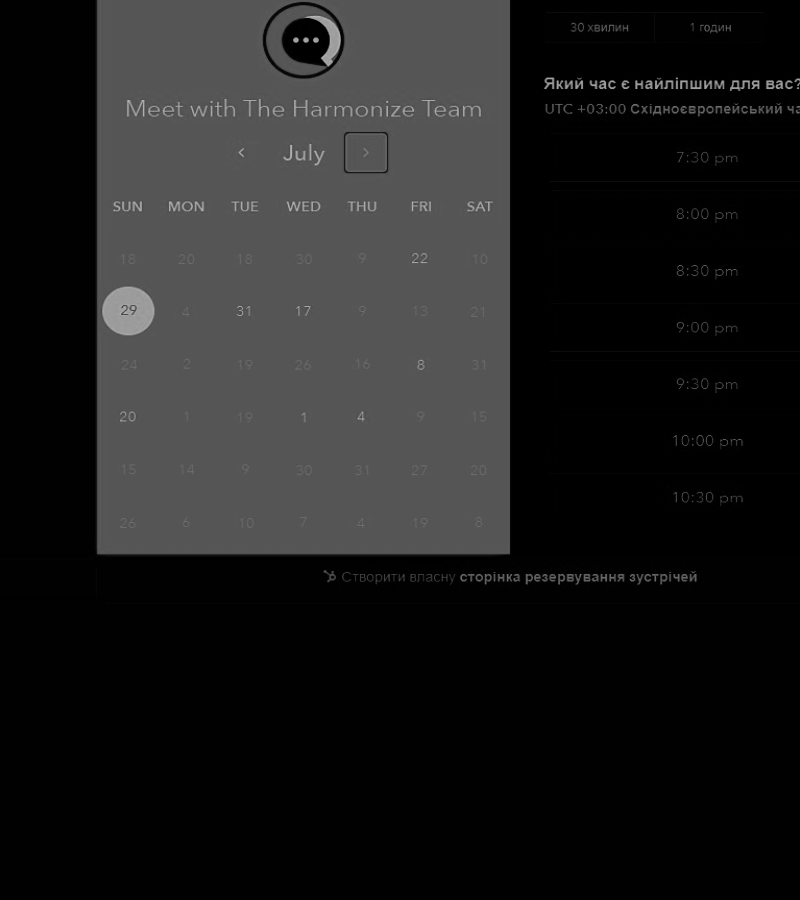 Meet with The Harmonize Team
July
SUN MON TUE WED THU FRI SAT
18 20 18 30 9 22 10
29 4 31 17 9 13 21
24 2 19 26 16 8 31
20 1 19 1 4 9 15
15 14 9 30 31 27 20
26 6 10 7 4 19 8
30 хвилин 1 годин
Який час є найліпшим для вас?
UTC +03:00 Східноєвропейський
7:30 pm
8:00 pm
8:30 pm
9:00 pm
9:30 pm
10:00 pm
10:30 pm
Створити власну сторінка резервування зустрічей